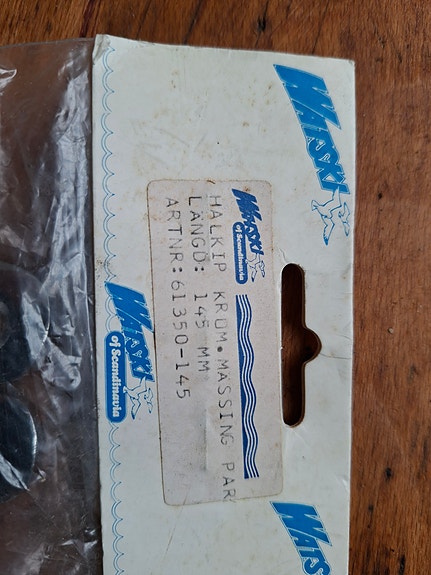 WATSKI
WATSKI
of Scandinavia
HALKIP KROM.MASSING PAR
LÄNGD: 145 MM
ARTNR:61350-145
WATSKI
of Scandinavia
WATSKI